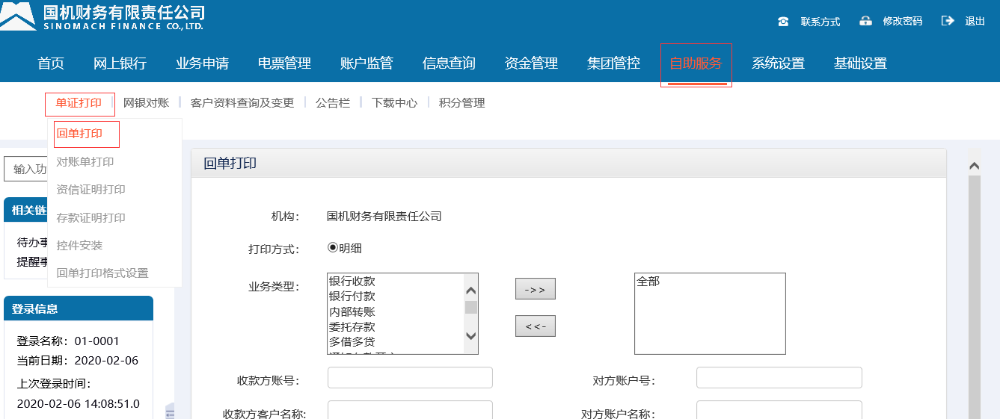 国机财务有限责任公司
SINOMACH FINANCE CO.,LTD.
联系方式 修改密码 退出
首页 网上银行 业务申请 电票管理 账户监管 信息查询 资金管理 集团管控 自助服务 系统设置 基础设置
单证打印 网银对账 客户资料查询及变更 公告栏 下载中心 积分管理
回单打印
对账单打印
资信证明打印
存款证明打印
控件安装
回单打印格式设置
输入功
相关链
待办事
提醒事
登录信息
登录名称：01-0001
当前日期：2020-02-06
上次登录时间：
2020-02-06 14:08:51.0
回单打印
机构： 国机财务有限责任公司
打印方式： 明细
业务类型：
银行收款
银行付款
内部转账
委托存款
多借多贷
->>
<<-
全部
收款方账号： 对方账户号：
收款方客户名称： 对方账户名称：